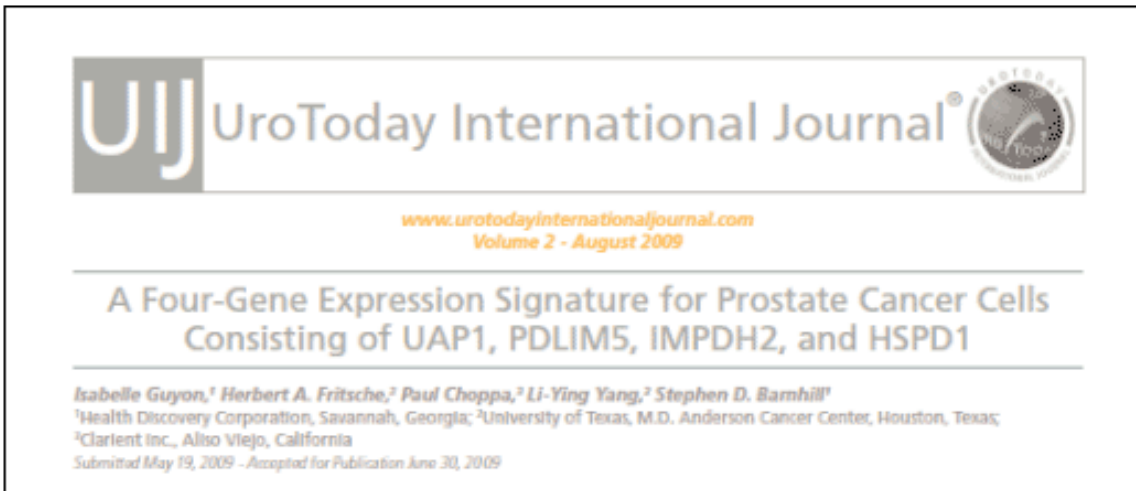 UIJ UroToday International Journal®
www.urotodayinternationaljournal.com
Volume 2 - August 2009
A Four-Gene Expression Signature for Prostate Cancer Cells
Consisting of UAP1, PDLIM5, IMPDH2, and HSPD1
Isabelle Guyon,¹ Herbert A. Fritsche,² Paul Choppa,³ Li-Ying Yang,² Stephen D. Barnhill¹
¹Health Discovery Corporation, Savannah, Georgia; ²University of Texas, M.D. Anderson Cancer Center, Houston, Texas;
³Clarient Inc., Aliso Viejo, California
Submitted May 19, 2009 - Accepted for Publication June 30, 2009